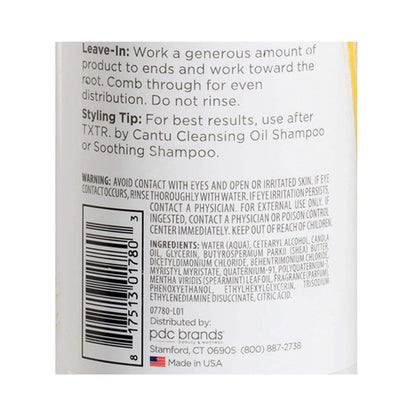 Leave-In: Work a generous amount of
product to ends and work toward the
root. Comb through for even
distribution. Do not rinse.
Styling Tip: For best results, use after
TXTR. by Cantu Cleansing Oil Shampoo
or Soothing Shampoo.
WARNING: AVOID CONTACT WITH EYES AND OPEN OR IRRITATED SKIN. IF EYE
CONTACT OCCURS, RINSE THOROUGHLY WITH WATER. IF EYE IRRITATION PERSISTS,
CONTACT A PHYSICIAN. FOR EXTERNAL USE ONLY. IF
INGESTED, CONTACT A PHYSICIAN OR POISON CONTROL
CENTER IMMEDIATELY. KEEP OUT OF REACH OF CHILDREN.
INGREDIENTS: WATER (AQUA), CETEARYL ALCOHOL, CANOLA
OIL, GLYCERIN, BUTYROSPERMUM PARKII (SHEA) BUTTER,
DICETYLDIMONIUM CHLORIDE, BEHENTRIMONIUM CHLORIDE,
MYRISTYL MYRISTATE, QUATERNIUM-91, POLYQUATERNIUM-7,
MENTHA VIRIDIS (SPEARMINT) LEAF OIL, FRAGRANCE (PARFUM),
PHENOXYETHANOL, ETHYLHEXYLGLYCERIN, TRISODIUM
ETHYLENEDIAMINE DISUCCINATE, CITRIC ACID.
8 17513 01780 3
07780-L01
Distributed by:
pdc brands
beauty & wellness
Stamford, CT 06905 (800) 887-2738
Made in USA